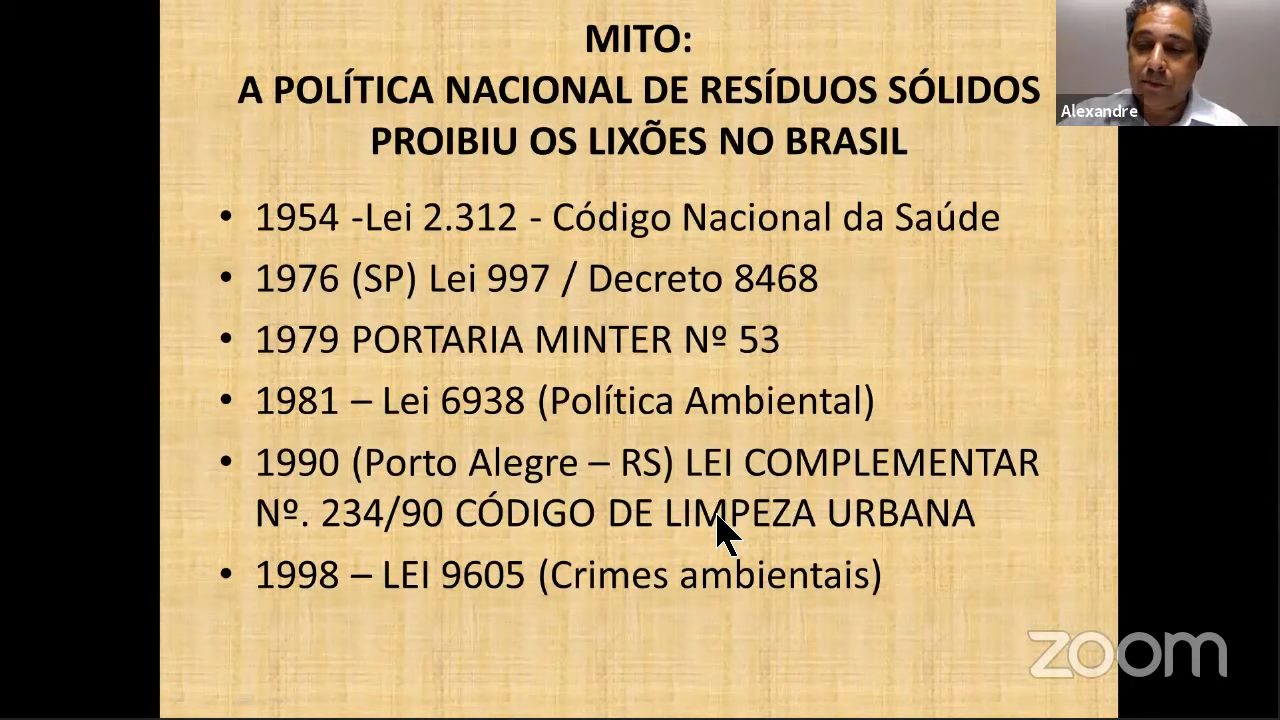 MITO:
A POLÍTICA NACIONAL DE RESÍDUOS SÓLIDOS
PROIBIU OS LIXÕES NO BRASIL
Alexandre
• 1954 -Lei 2.312 - Código Nacional da Saúde
• 1976 (SP) Lei 997 / Decreto 8468
• 1979 PORTARIA MINTER Nº 53
• 1981 – Lei 6938 (Política Ambiental)
• 1990 (Porto Alegre – RS) LEI COMPLEMENTAR
Nº. 234/90 CÓDIGO DE LIMPEZA URBANA
• 1998 – LEI 9605 (Crimes ambientais)
zoom